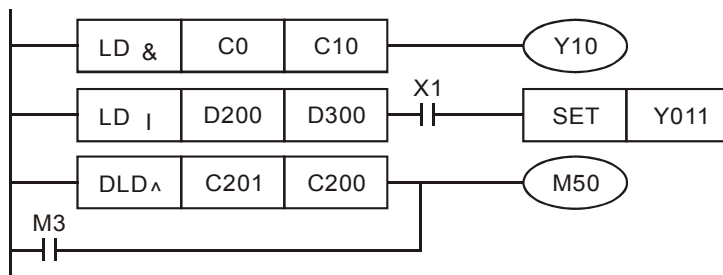 LD & C0 C10 Y10
X1
LD | D200 D300 SET Y011
DLD^ C201 C200 M50
M3